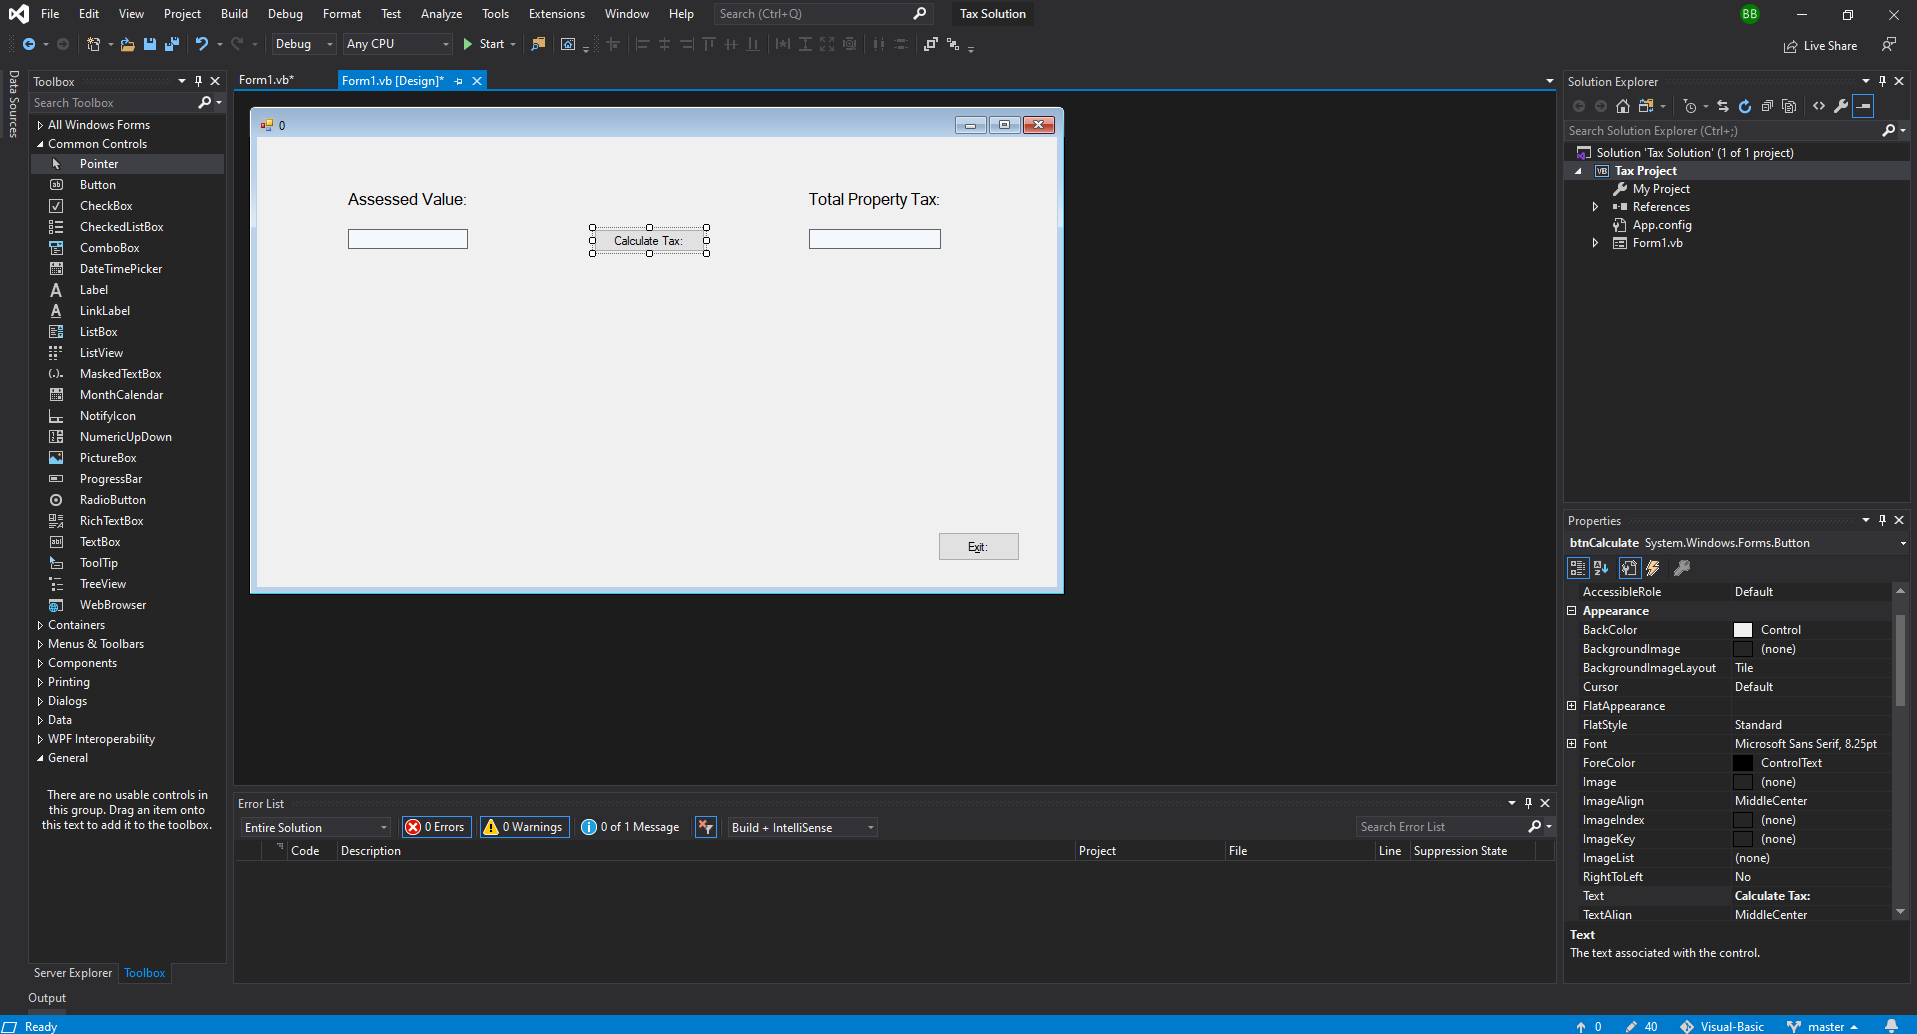 File Edit View Project Build Debug Format Test Analyze Tools Extensions Window Help Search (Ctrl+Q) Tax Solution BB
Debug Any CPU Start Live Share
Data Sources
Toolbox
Search Toolbox
All Windows Forms
Common Controls
Pointer
Button
CheckBox
CheckedListBox
ComboBox
DateTimePicker
Label
LinkLabel
ListBox
ListView
MaskedTextBox
MonthCalendar
NotifyIcon
NumericUpDown
PictureBox
ProgressBar
RadioButton
RichTextBox
TextBox
ToolTip
TreeView
WebBrowser
Containers
Menus & Toolbars
Components
Printing
Dialogs
Data
WPF Interoperability
General
There are no usable controls in
this group. Drag an item onto
this text to add it to the toolbox.
Server Explorer Toolbox
Output
Form1.vb* Form1.vb [Design]*
0
Assessed Value: Total Property Tax:
Calculate Tax:
Exit:
Error List
Entire Solution 0 Errors 0 Warnings 0 of 1 Message Build + IntelliSense Search Error List
Code Description Project File Line Suppression State
Solution Explorer
Search Solution Explorer (Ctrl+;)
Solution 'Tax Solution' (1 of 1 project)
VB Tax Project
My Project
References
App.config
Form1.vb
Properties
btnCalculate System.Windows.Forms.Button
AccessibleRole Default
Appearance
BackColor Control
BackgroundImage (none)
BackgroundImageLayout Tile
Cursor Default
FlatAppearance
FlatStyle Standard
Font Microsoft Sans Serif, 8.25pt
ForeColor ControlText
Image (none)
ImageAlign MiddleCenter
ImageIndex (none)
ImageKey (none)
ImageList (none)
RightToLeft No
Text Calculate Tax:
TextAlign MiddleCenter
Text
The text associated with the control.
Ready 0 40 Visual-Basic master